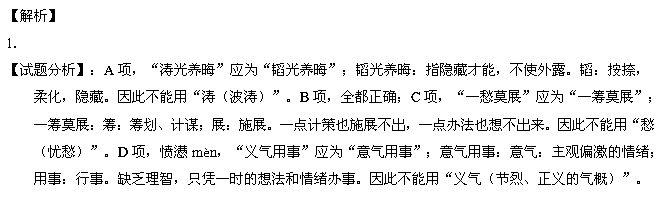 【解析】
1.
【试题分析】：A 项，“涛光养晦”应为“韬光养晦”；韬光养晦：指隐藏才能，不使外露。韬：按捺，
柔化，隐藏。因此不能用“涛（波涛）”。B 项，全都正确；C 项，“一愁莫展”应为“一筹莫展”；
一筹莫展：筹：筹划、计谋；展：施展。一点计策也施展不出，一点办法也想不出来。因此不能用“愁
（忧愁）”。D 项，愤懑 mèn，“义气用事”应为“意气用事”；意气用事：意气：主观偏激的情绪；
用事：行事。缺乏理智，只凭一时的想法和情绪办事。因此不能用“义气（节烈、正义的气概）”。